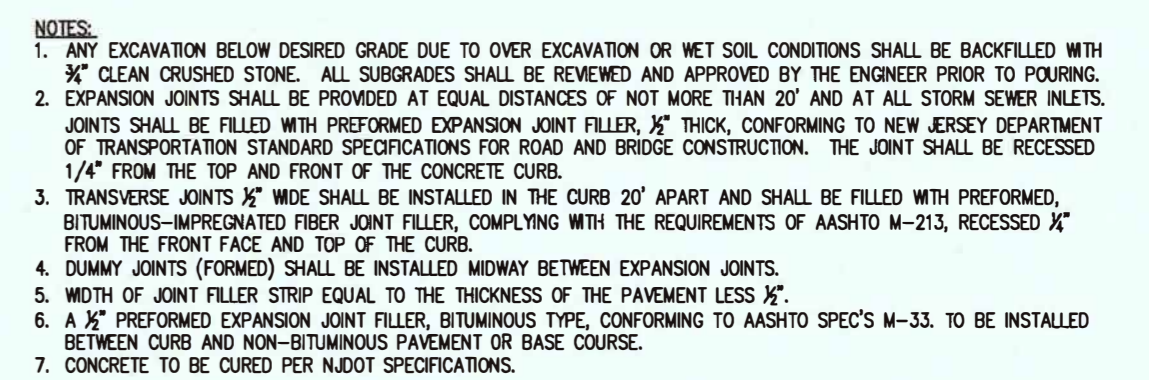 NOTES:
1. ANY EXCAVATION BELOW DESIRED GRADE DUE TO OVER EXCAVATION OR WET SOIL CONDITIONS SHALL BE BACKFILLED WITH
¾" CLEAN CRUSHED STONE. ALL SUBGRADES SHALL BE REVIEWED AND APPROVED BY THE ENGINEER PRIOR TO POURING.
2. EXPANSION JOINTS SHALL BE PROVIDED AT EQUAL DISTANCES OF NOT MORE THAN 20' AND AT ALL STORM SEWER INLETS.
JOINTS SHALL BE FILLED WITH PREFORMED EXPANSION JOINT FILLER, ½" THICK, CONFORMING TO NEW JERSEY DEPARTMENT
OF TRANSPORTATION STANDARD SPECIFICATIONS FOR ROAD AND BRIDGE CONSTRUCTION. THE JOINT SHALL BE RECESSED
1/4" FROM THE TOP AND FRONT OF THE CONCRETE CURB.
3. TRANSVERSE JOINTS ½" WIDE SHALL BE INSTALLED IN THE CURB 20' APART AND SHALL BE FILLED WITH PREFORMED,
BITUMINOUS-IMPREGNATED FIBER JOINT FILLER, COMPLYING WITH THE REQUIREMENTS OF AASHTO M-213, RECESSED ¼"
FROM THE FRONT FACE AND TOP OF THE CURB.
4. DUMMY JOINTS (FORMED) SHALL BE INSTALLED MIDWAY BETWEEN EXPANSION JOINTS.
5. WIDTH OF JOINT FILLER STRIP EQUAL TO THE THICKNESS OF THE PAVEMENT LESS ½".
6. A ½" PREFORMED EXPANSION JOINT FILLER, BITUMINOUS TYPE, CONFORMING TO AASHTO SPEC'S M-33. TO BE INSTALLED
BETWEEN CURB AND NON-BITUMINOUS PAVEMENT OR BASE COURSE.
7. CONCRETE TO BE CURED PER NJDOT SPECIFICATIONS.